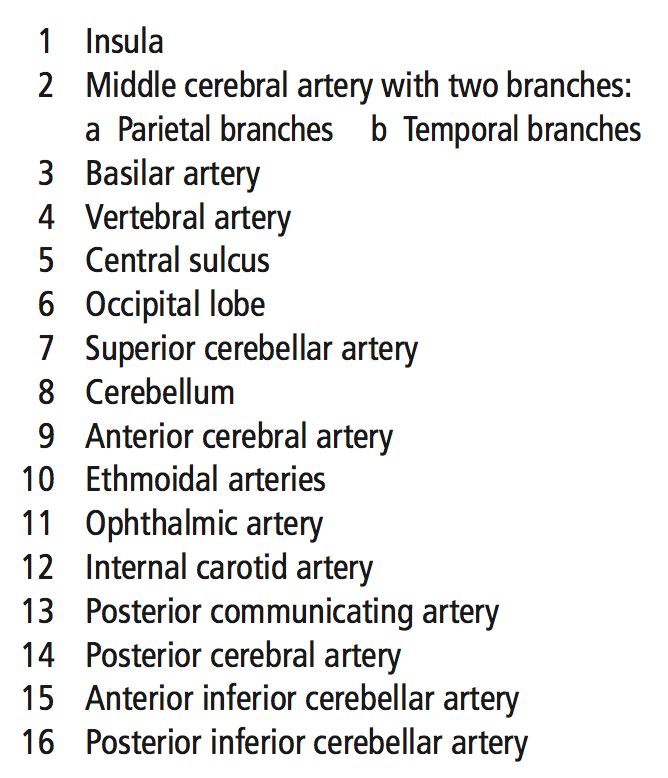 1 Insula
2 Middle cerebral artery with two branches:
a Parietal branches b Temporal branches
3 Basilar artery
4 Vertebral artery
5 Central sulcus
6 Occipital lobe
7 Superior cerebellar artery
8 Cerebellum
9 Anterior cerebral artery
10 Ethmoidal arteries
11 Ophthalmic artery
12 Internal carotid artery
13 Posterior communicating artery
14 Posterior cerebral artery
15 Anterior inferior cerebellar artery
16 Posterior inferior cerebellar artery